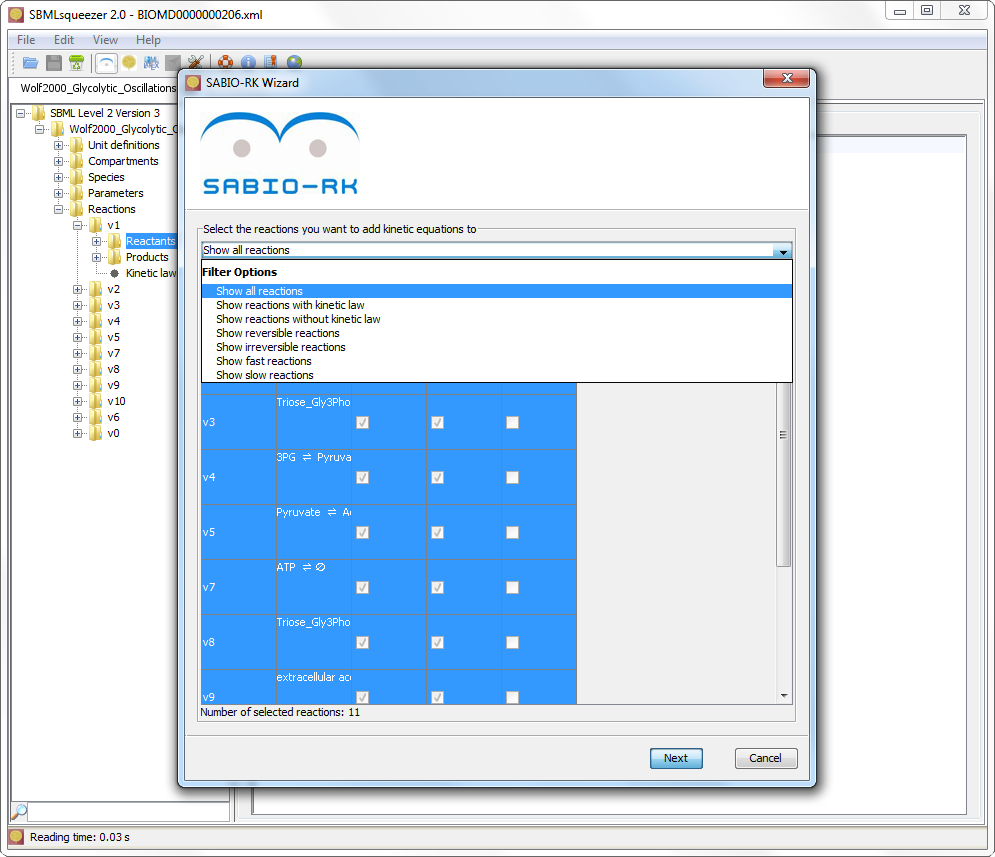 SBMLsqueezer 2.0 - BIOMD0000000206.xml
File Edit View Help
Wolf2000_Glycolytic_Oscillations
SBML Level 2 Version 3
Wolf2000_Glycolytic_O
Unit definitions
Compartments
Species
Parameters
Reactions
v1
Reactants
Products
Kinetic law
v2
v3
v4
v5
v7
v8
v9
v10
v6
v0
SABIO-RK Wizard
SABIO-RK
Select the reactions you want to add kinetic equations to
Show all reactions
Filter Options
Show all reactions
Show reactions with kinetic law
Show reactions without kinetic law
Show reversible reactions
Show irreversible reactions
Show fast reactions
Show slow reactions
v3 Triose_Gly3Pho
v4 3PG ⇌ Pyruva
v5 Pyruvate ⇌ Ac
v7 ATP ⇌ ∅
v8 Triose_Gly3Pho
v9 extracellular ace
Number of selected reactions: 11
Next Cancel
Reading time: 0.03 s